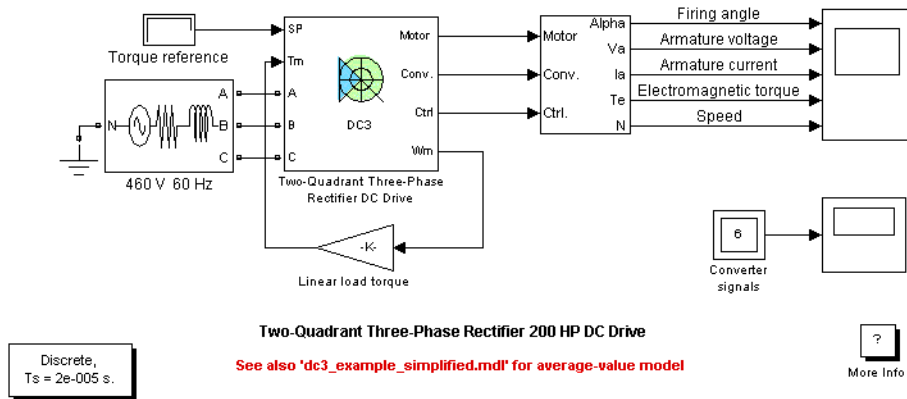 Torque reference
SP
Tm
A
B
C
Motor
Conv.
Ctrl
Wm
DC3
Two-Quadrant Three-Phase
Rectifier DC Drive
N
A
B
C
460 V 60 Hz
Motor
Conv.
Ctrl.
Alpha
Va
Ia
Te
N
Firing angle
Armature voltage
Armature current
Electromagnetic torque
Speed
-K-
Linear load torque
6
Converter
signals
Two-Quadrant Three-Phase Rectifier 200 HP DC Drive
See also 'dc3_example_simplified.mdl' for average-value model
Discrete,
Ts = 2e-005 s.
?
More Info